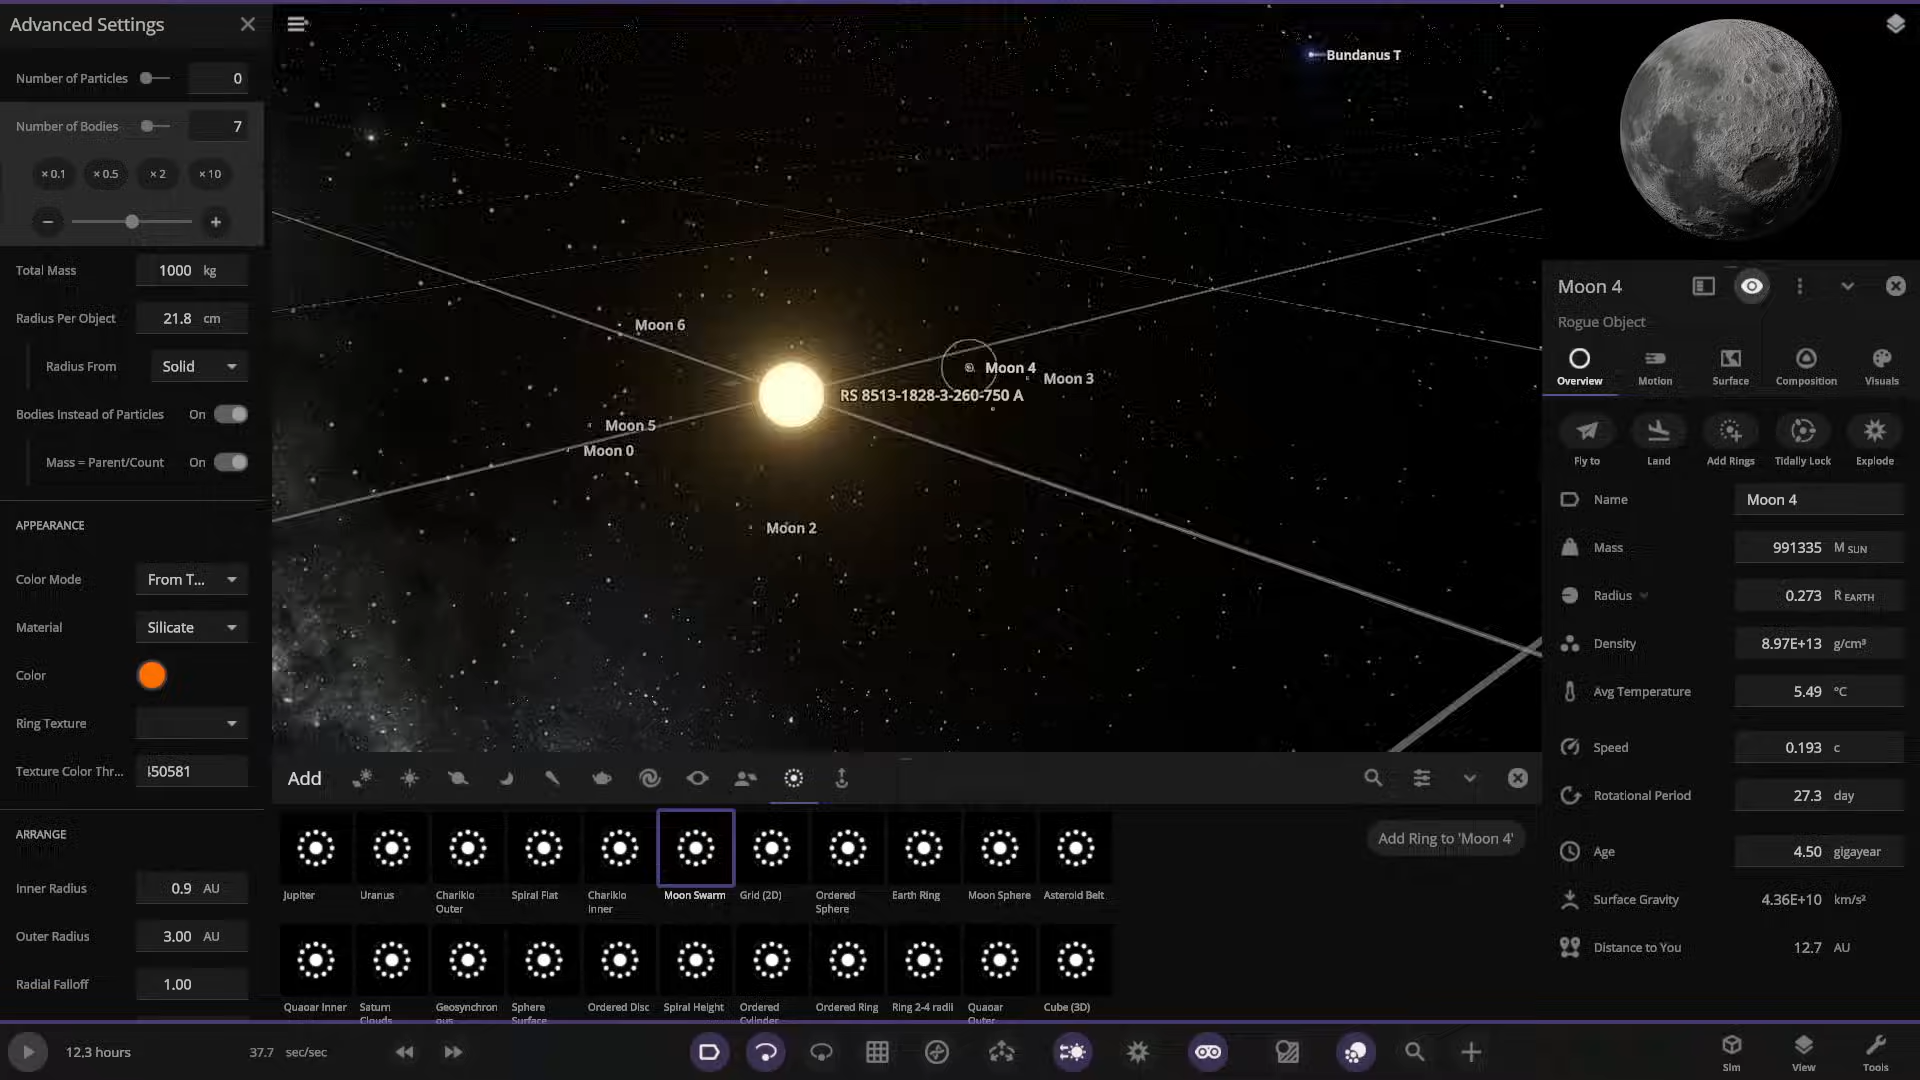 Advanced Settings
Number of Particles 0
Number of Bodies 7
× 0.1 × 0.5 × 2 × 10
Total Mass 1000 kg
Radius Per Object 21.8 cm
Radius From Solid
Bodies Instead of Particles On
Mass = Parent/Count On
APPEARANCE
Color Mode From T...
Material Silicate
Color
Ring Texture
Texture Color Thr... 450581
ARRANGE
Inner Radius 0.9 AU
Outer Radius 3.00 AU
Radial Falloff 1.00
Bundanus T
Moon 6
Moon 4
Moon 3
RS 8513-1828-3-260-750 A
Moon 5
Moon 0
Moon 2
Add
Add Ring to 'Moon 4'
Jupiter
Uranus
Chariklo
Outer
Spiral Flat
Chariklo
Inner
Moon Swarm
Grid (2D)
Ordered
Sphere
Earth Ring
Moon Sphere
Asteroid Belt
Quaoar Inner
Saturn
Clouds
Geosynchron
ous
Sphere
Surface
Ordered Disc
Spiral Height
Ordered
Cylinder
Ordered Ring
Ring 2-4 radii
Quaoar
Outer
Cube (3D)
Moon 4
Rogue Object
Overview Motion Surface Composition Visuals
Fly to Land Add Rings Tidally Lock Explode
Name Moon 4
Mass 991335 M SUN
Radius 0.273 R EARTH
Density 8.97E+13 g/cm³
Avg Temperature 5.49 °C
Speed 0.193 c
Rotational Period 27.3 day
Age 4.50 gigayear
Surface Gravity 4.36E+10 km/s²
Distance to You 12.7 AU
12.3 hours 37.7 sec/sec
Sim View Tools